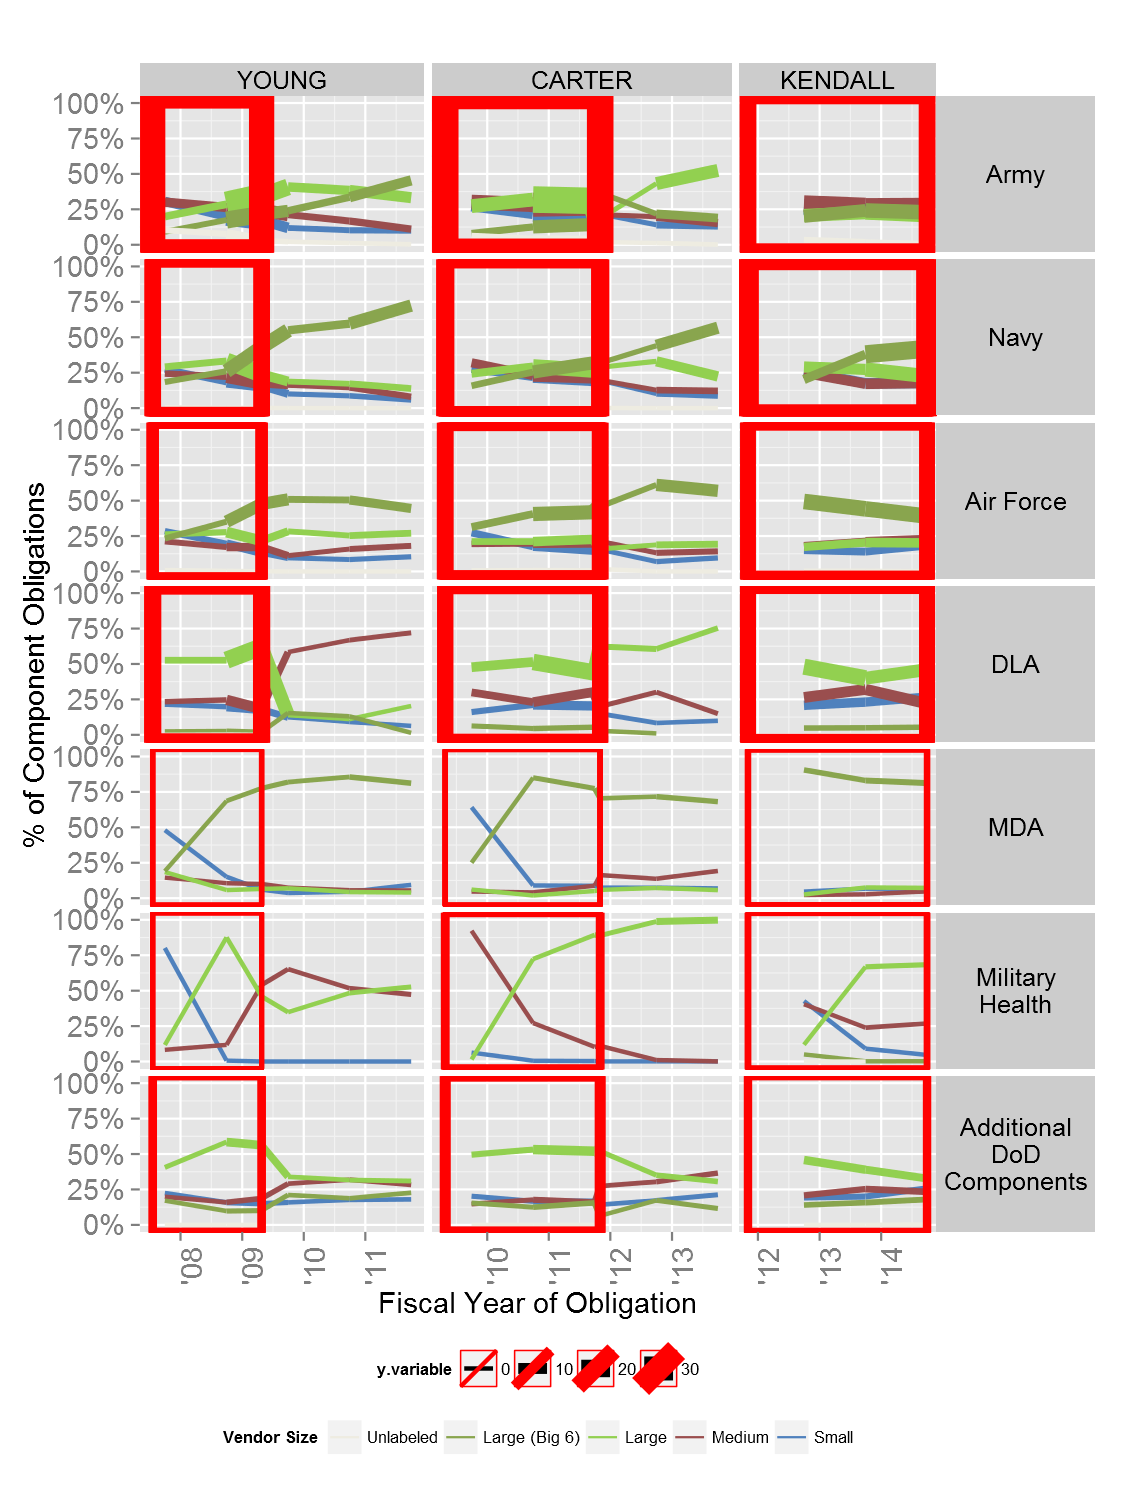 YOUNG CARTER KENDALL
100%
75%
50%
25%
0%
Army
100%
75%
50%
25%
0%
Navy
100%
75%
50%
25%
0%
Air Force
100%
75%
50%
25%
0%
DLA
100%
75%
50%
25%
0%
MDA
100%
75%
50%
25%
0%
Military
Health
100%
75%
50%
25%
0%
Additional
DoD
Components
% of Component Obligations
'08 '09 '10 '11 '10 '11 '12 '13 '12 '13 '14
Fiscal Year of Obligation
y.variable 0 10 20 30
Vendor Size Unlabeled Large (Big 6) Large Medium Small